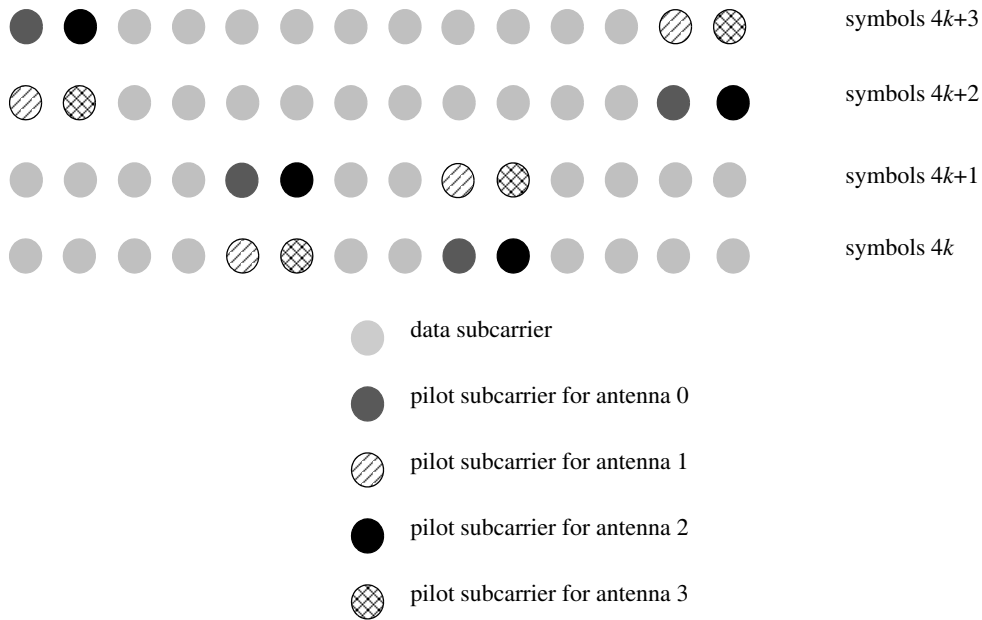 symbols 4k+3
symbols 4k+2
symbols 4k+1
symbols 4k
data subcarrier
pilot subcarrier for antenna 0
pilot subcarrier for antenna 1
pilot subcarrier for antenna 2
pilot subcarrier for antenna 3